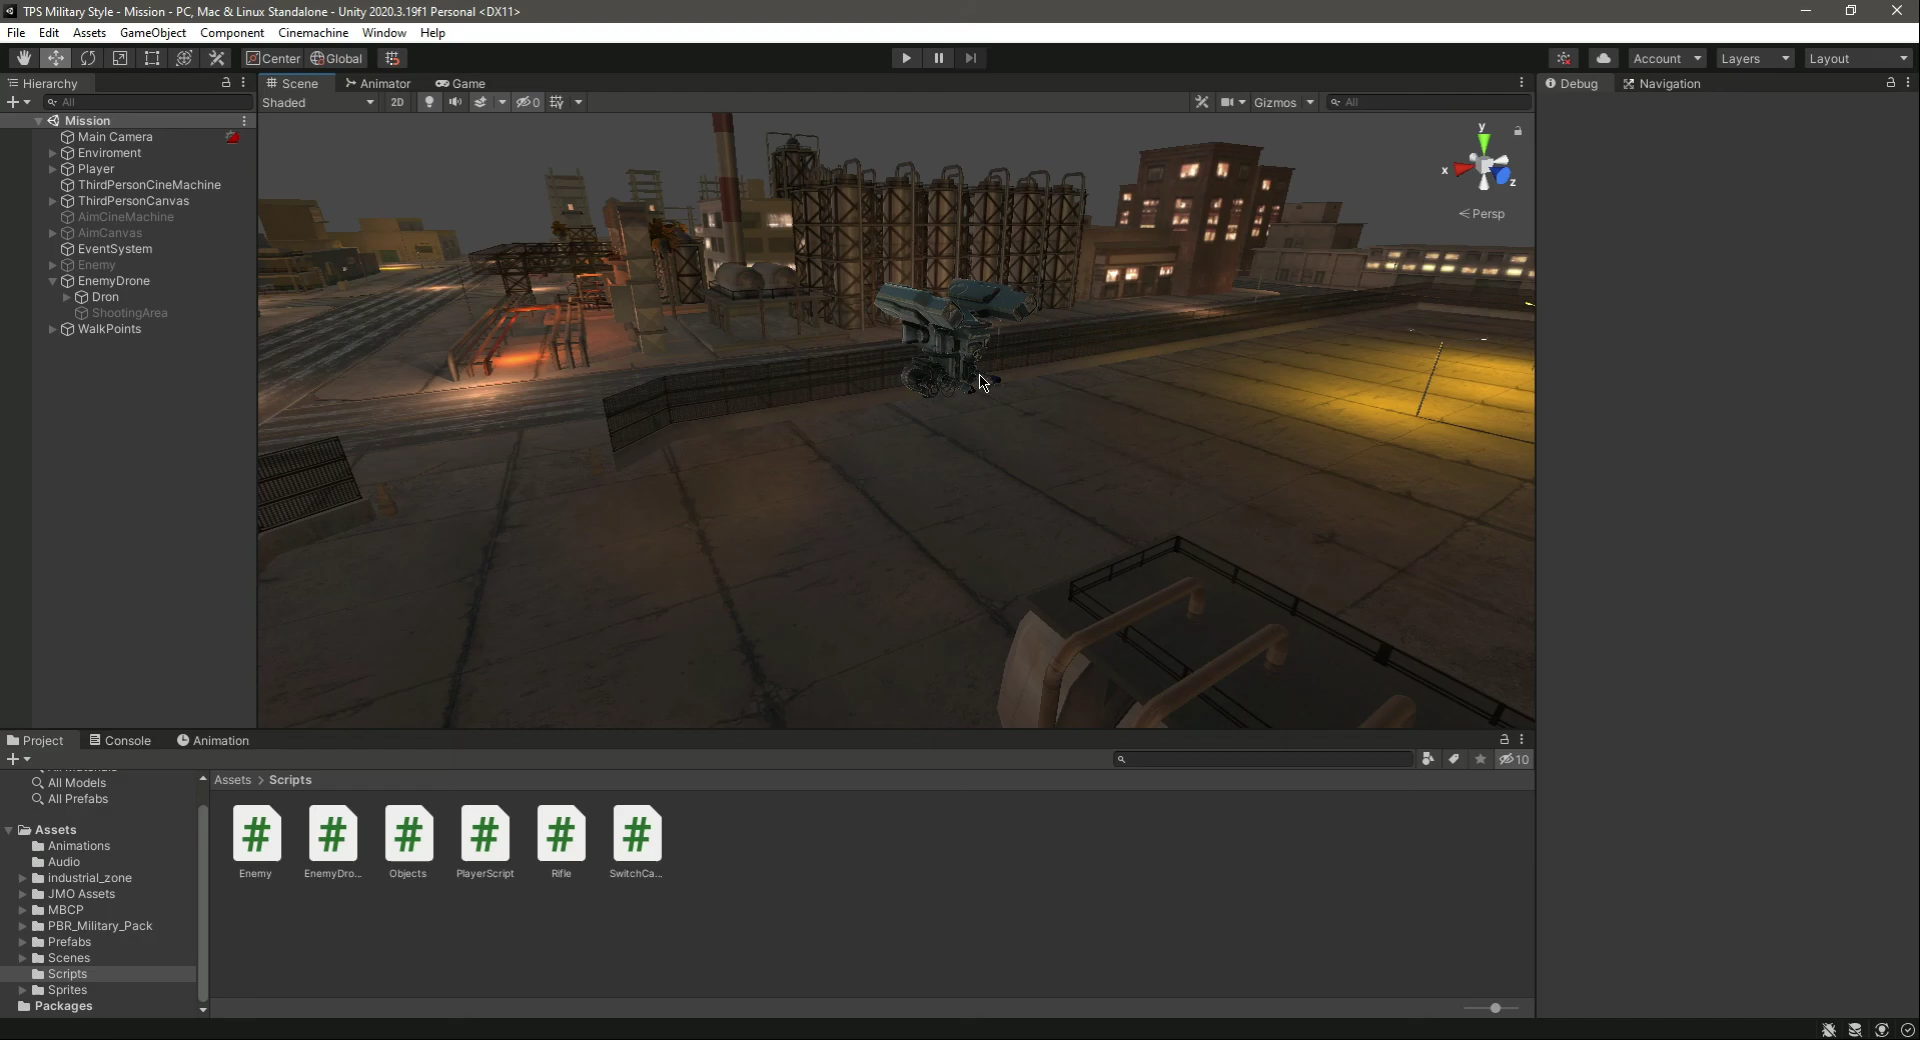 TPS Military Style - Mission - PC, Mac & Linux Standalone - Unity 2020.3.19f1 Personal <DX11>
File Edit Assets GameObject Component Cinemachine Window Help
Center Global Account Layers Layout
Hierarchy Scene Animator Game Debug Navigation
All Shaded 2D 0 Gizmos All
Mission
Main Camera
Enviroment
Player
ThirdPersonCineMachine
ThirdPersonCanvas
AimCineMachine
AimCanvas
EventSystem
Enemy
EnemyDrone
Dron
ShootingArea
WalkPoints
y
x
z
Persp
Project Console Animation
10
All Models
All Prefabs
Assets
Animations
Audio
industrial_zone
JMO Assets
MBCP
PBR_Military_Pack
Prefabs
Scenes
Scripts
Sprites
Packages
Assets > Scripts
Enemy EnemyDro... Objects PlayerScript Rifle SwitchCa...